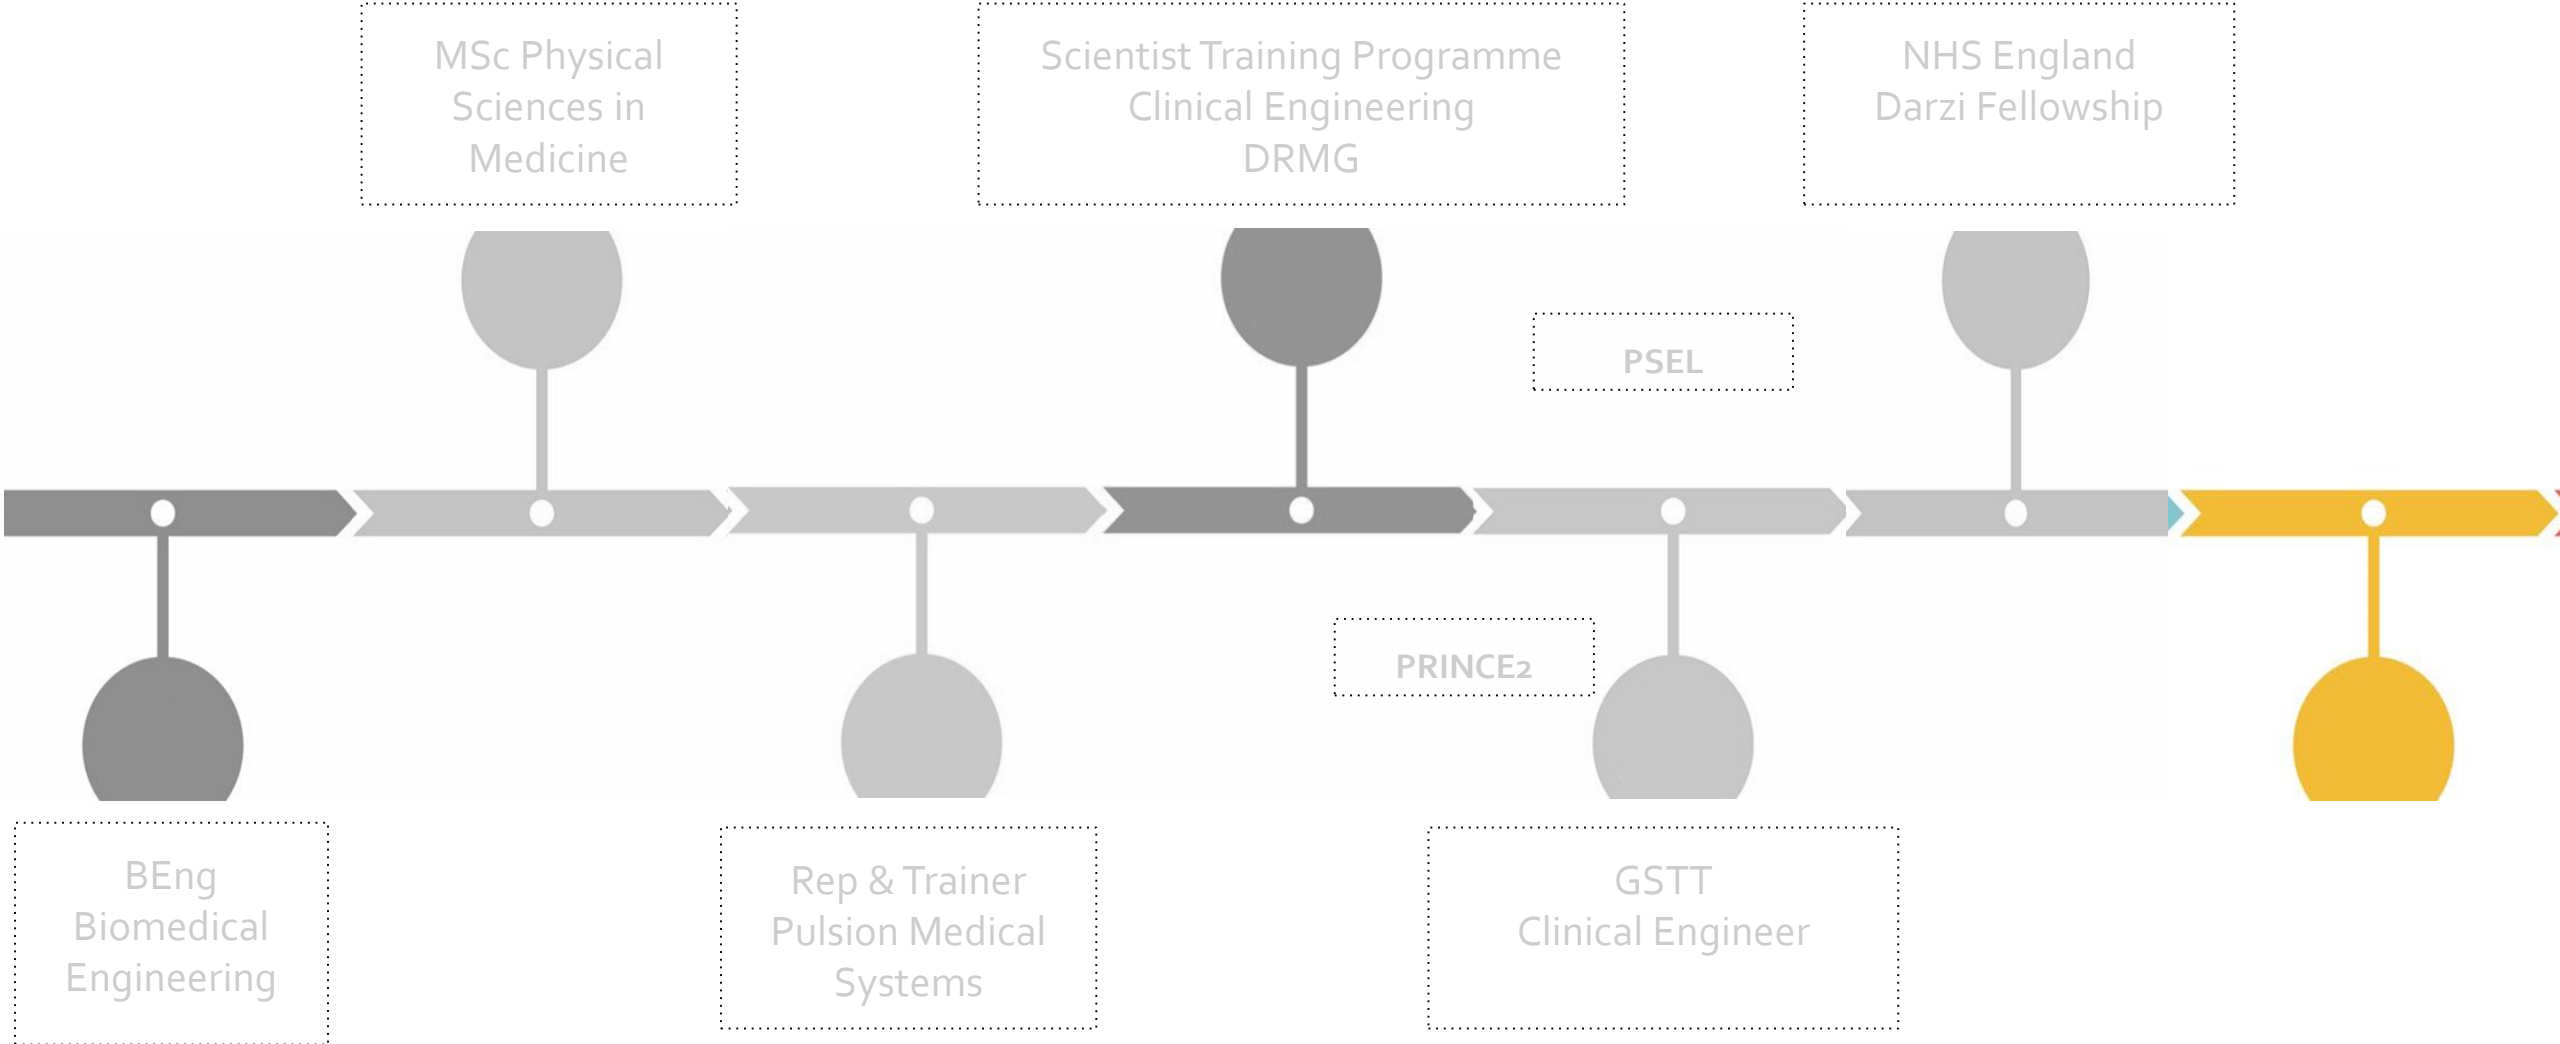 MSc Physical
Sciences in
Medicine
Scientist Training Programme
Clinical Engineering
DRMG
NHS England
Darzi Fellowship
PSEL
PRINCE2
BEng
Biomedical
Engineering
Rep & Trainer
Pulsion Medical
Systems
GSTT
Clinical Engineer